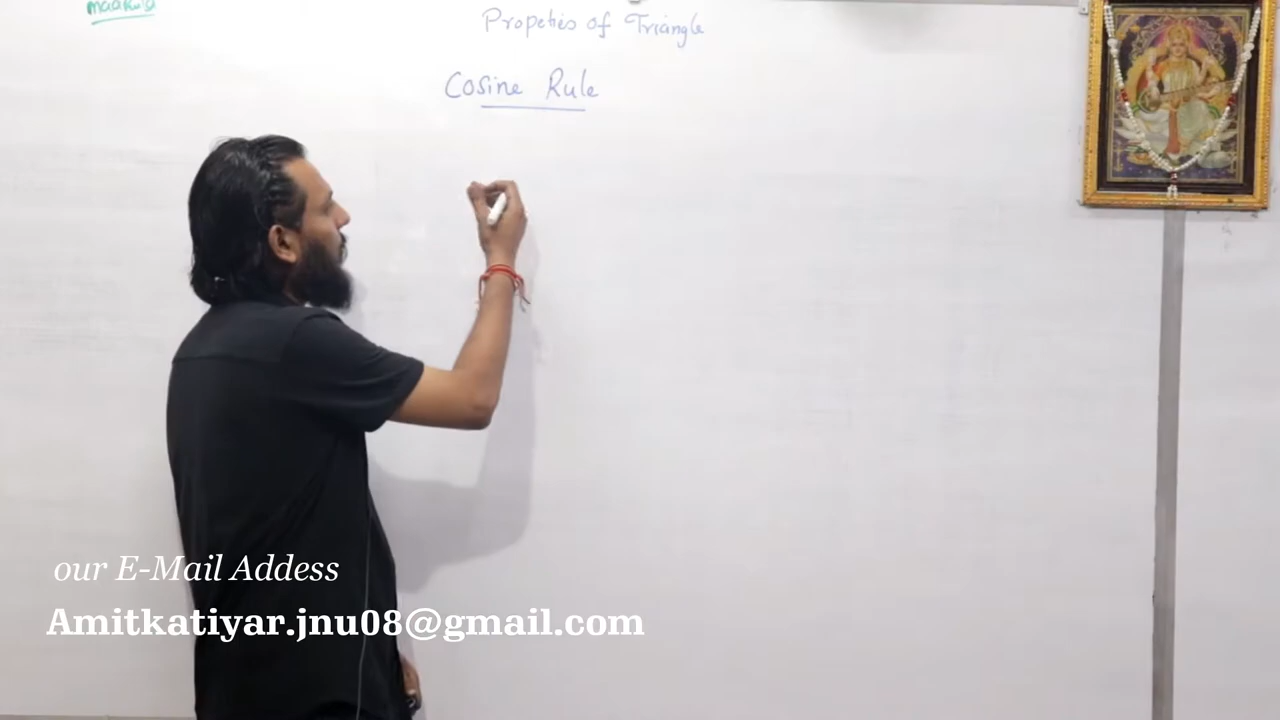 Propeties of Triangle
Cosine Rule
our E-Mail Addess
Amitkatiyar.jnu08@gmail.com